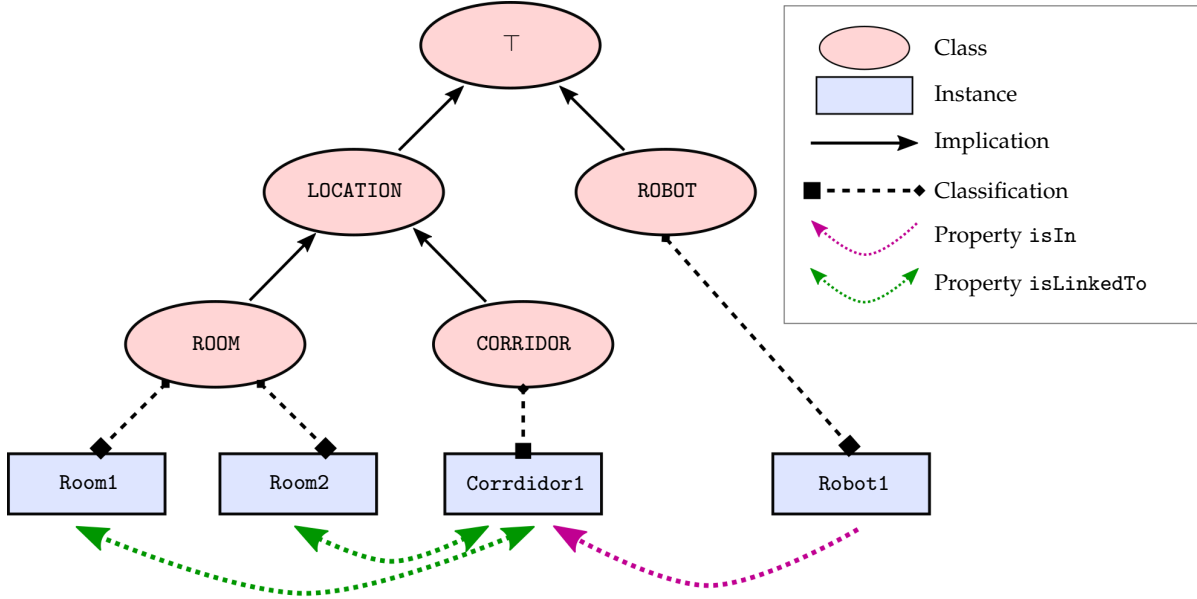 ⊤
Class
Instance
Implication
LOCATION
ROBOT
Classification
Property isIn
Property isLinkedTo
ROOM
CORRIDOR
Room1
Room2
Corrdidor1
Robot1